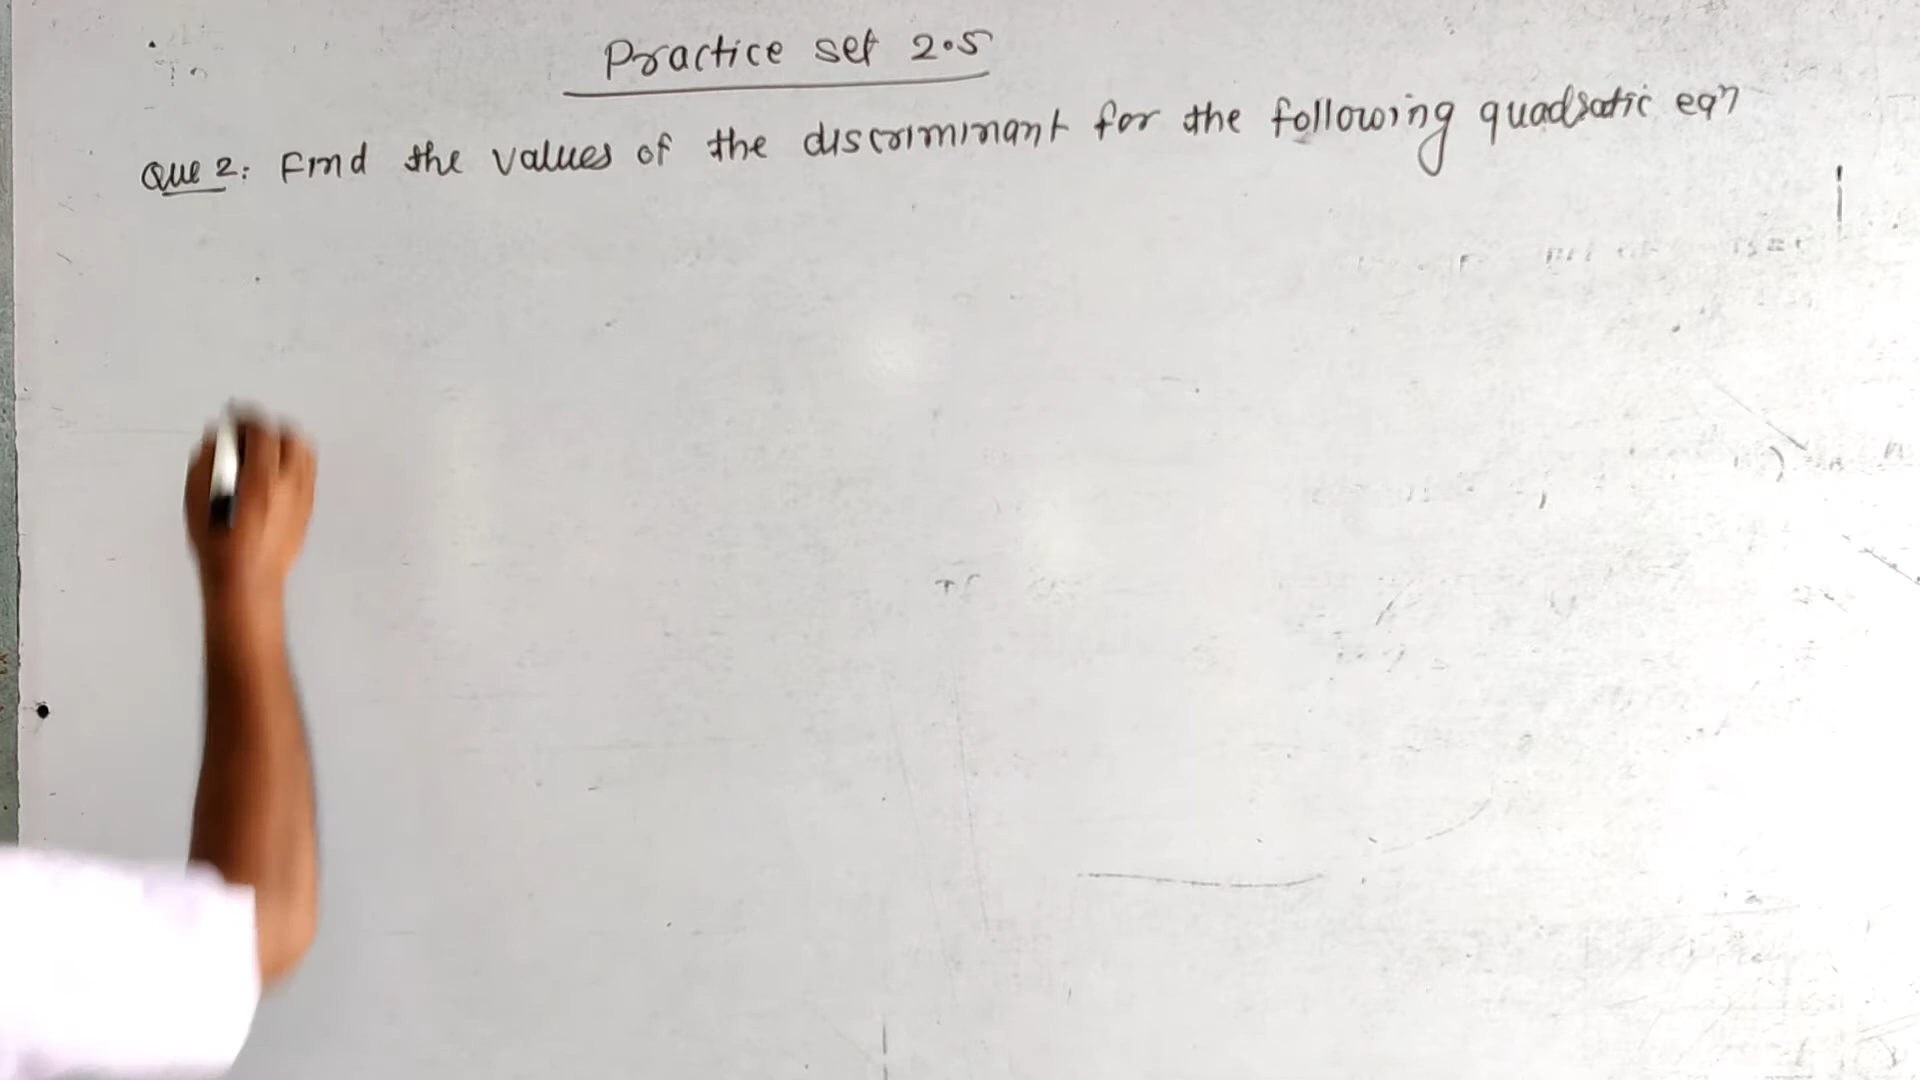 Practice set 2.5
Que 2: Find the values of the discriminant for the following quadratic eqn